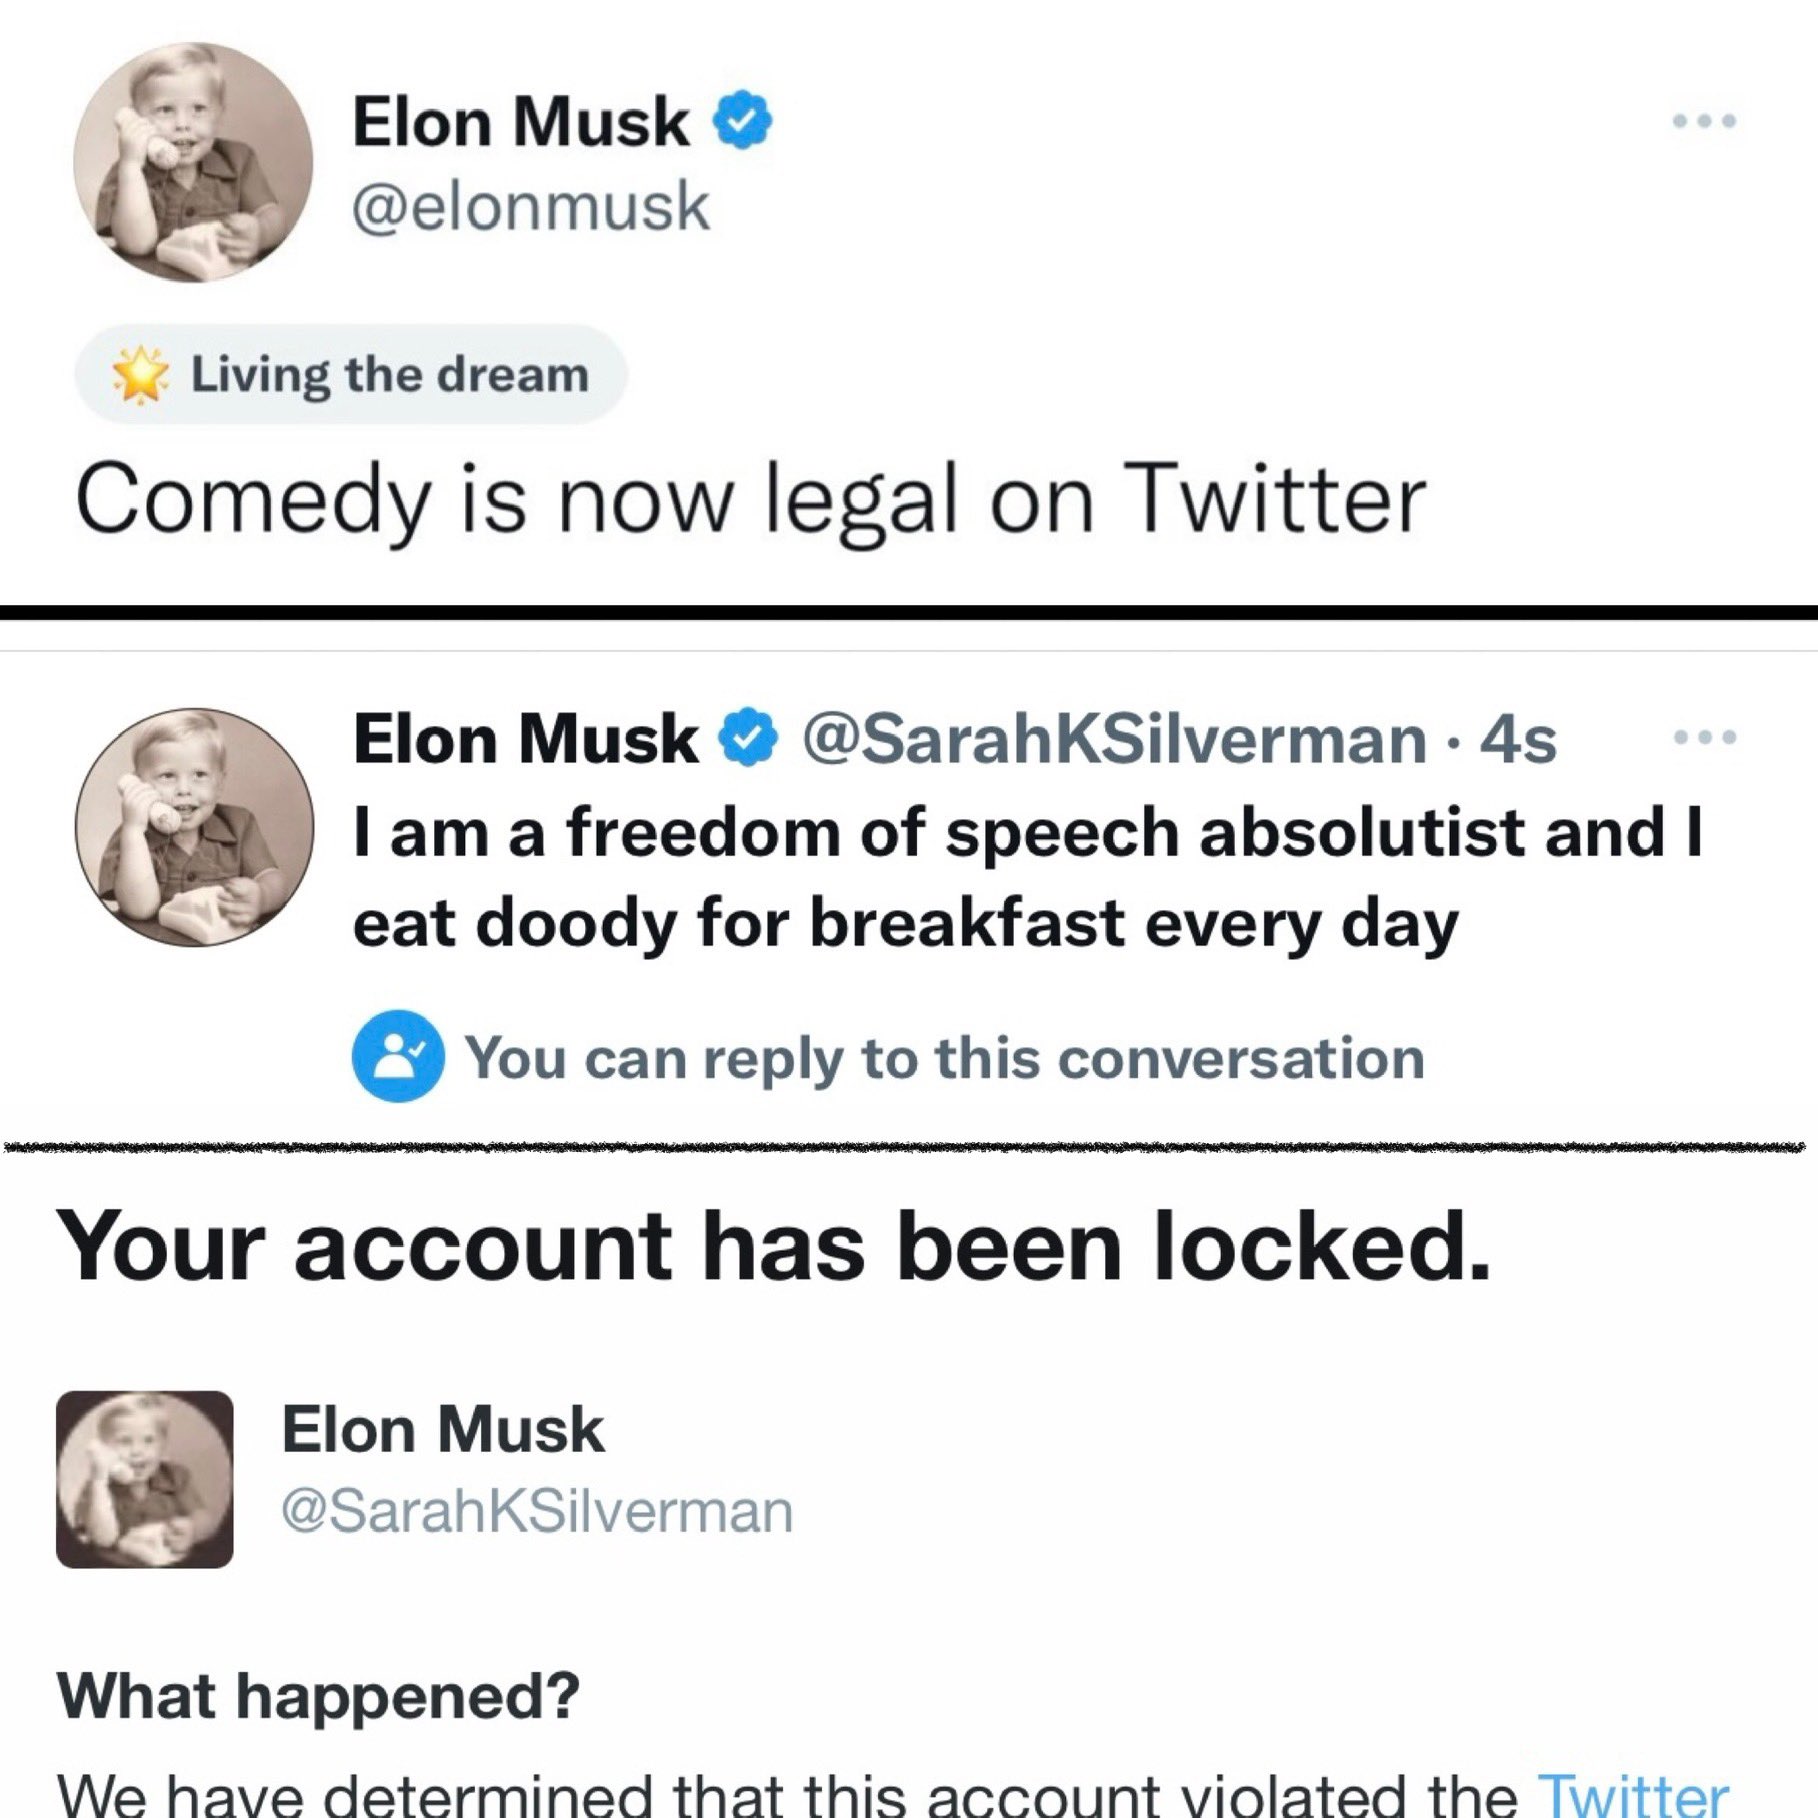 Elon Musk
@elonmusk
Living the dream
Comedy is now legal on Twitter
Elon Musk @SarahKSilverman · 4s
I am a freedom of speech absolutist and I
eat doody for breakfast every day
You can reply to this conversation
Your account has been locked.
Elon Musk
@SarahKSilverman
What happened?
We have determined that this account violated the Twitter